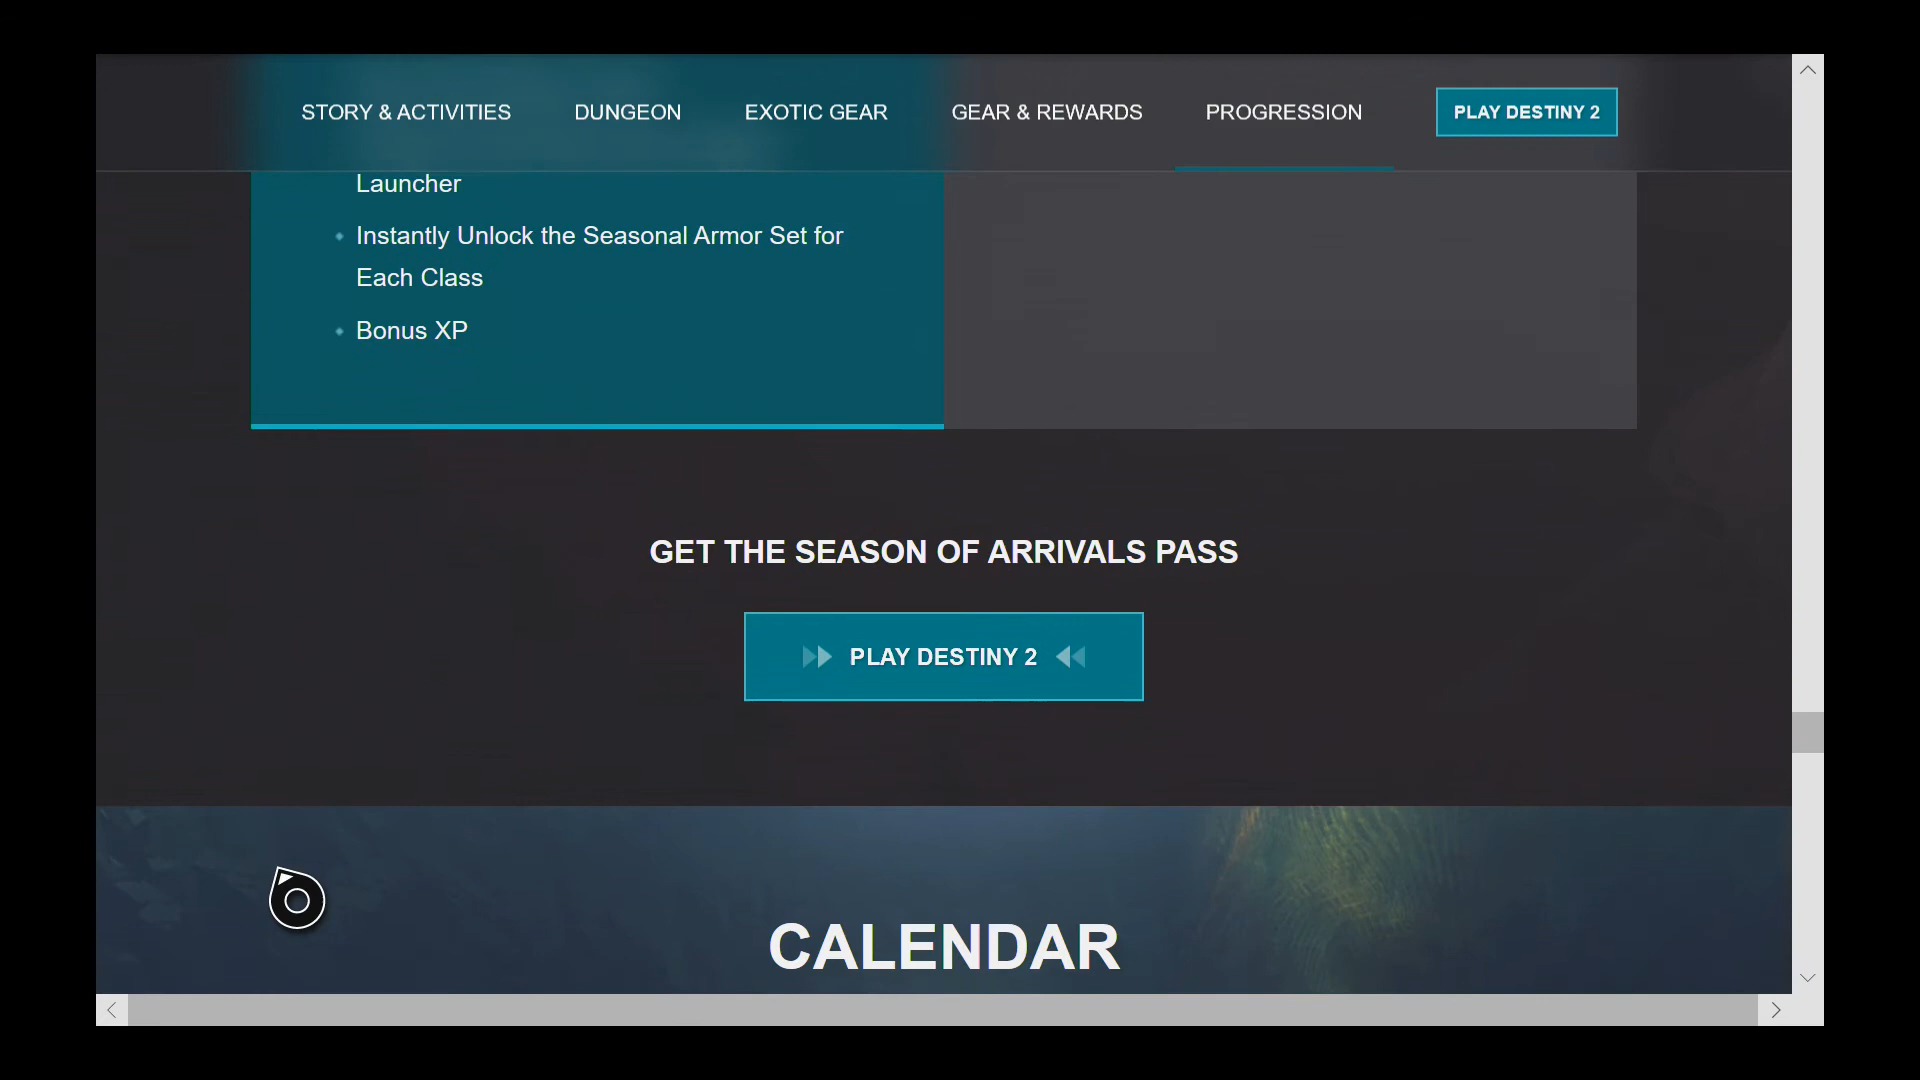 STORY & ACTIVITIES DUNGEON EXOTIC GEAR GEAR & REWARDS PROGRESSION PLAY DESTINY 2
Launcher
Instantly Unlock the Seasonal Armor Set for
Each Class
Bonus XP
GET THE SEASON OF ARRIVALS PASS
PLAY DESTINY 2
CALENDAR